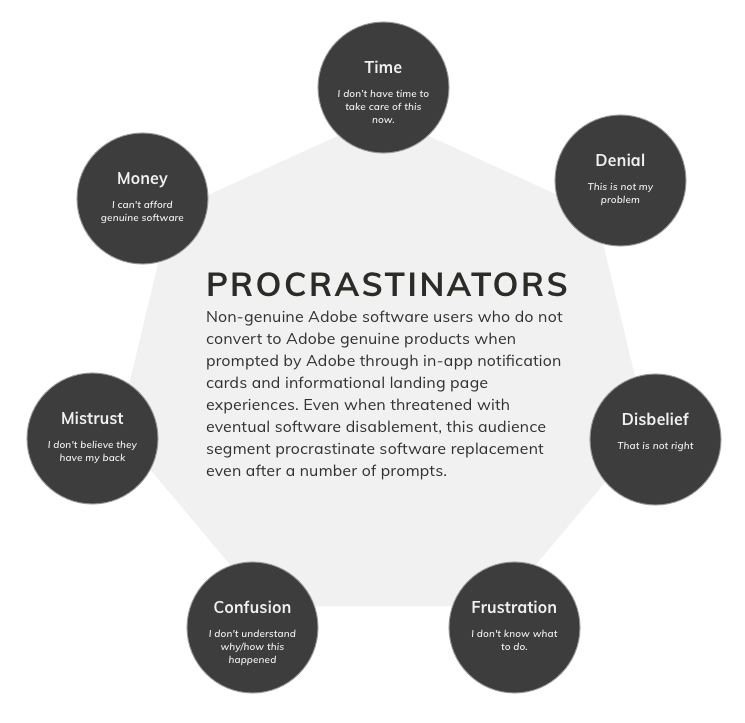 Time
I don't have time to
take care of this
now.
Denial
This is not my
problem
Money
I can't afford
genuine software
PROCRASTINATORS
Non-genuine Adobe software users who do not
convert to Adobe genuine products when
prompted by Adobe through in-app notification
cards and informational landing page
experiences. Even when threatened with
eventual software disablement, this audience
segment procrastinate software replacement
even after a number of prompts.
Mistrust
I don't believe they
have my back
Disbelief
That is not right
Confusion
I don't understand
why/how this
happened
Frustration
I don't know what
to do.